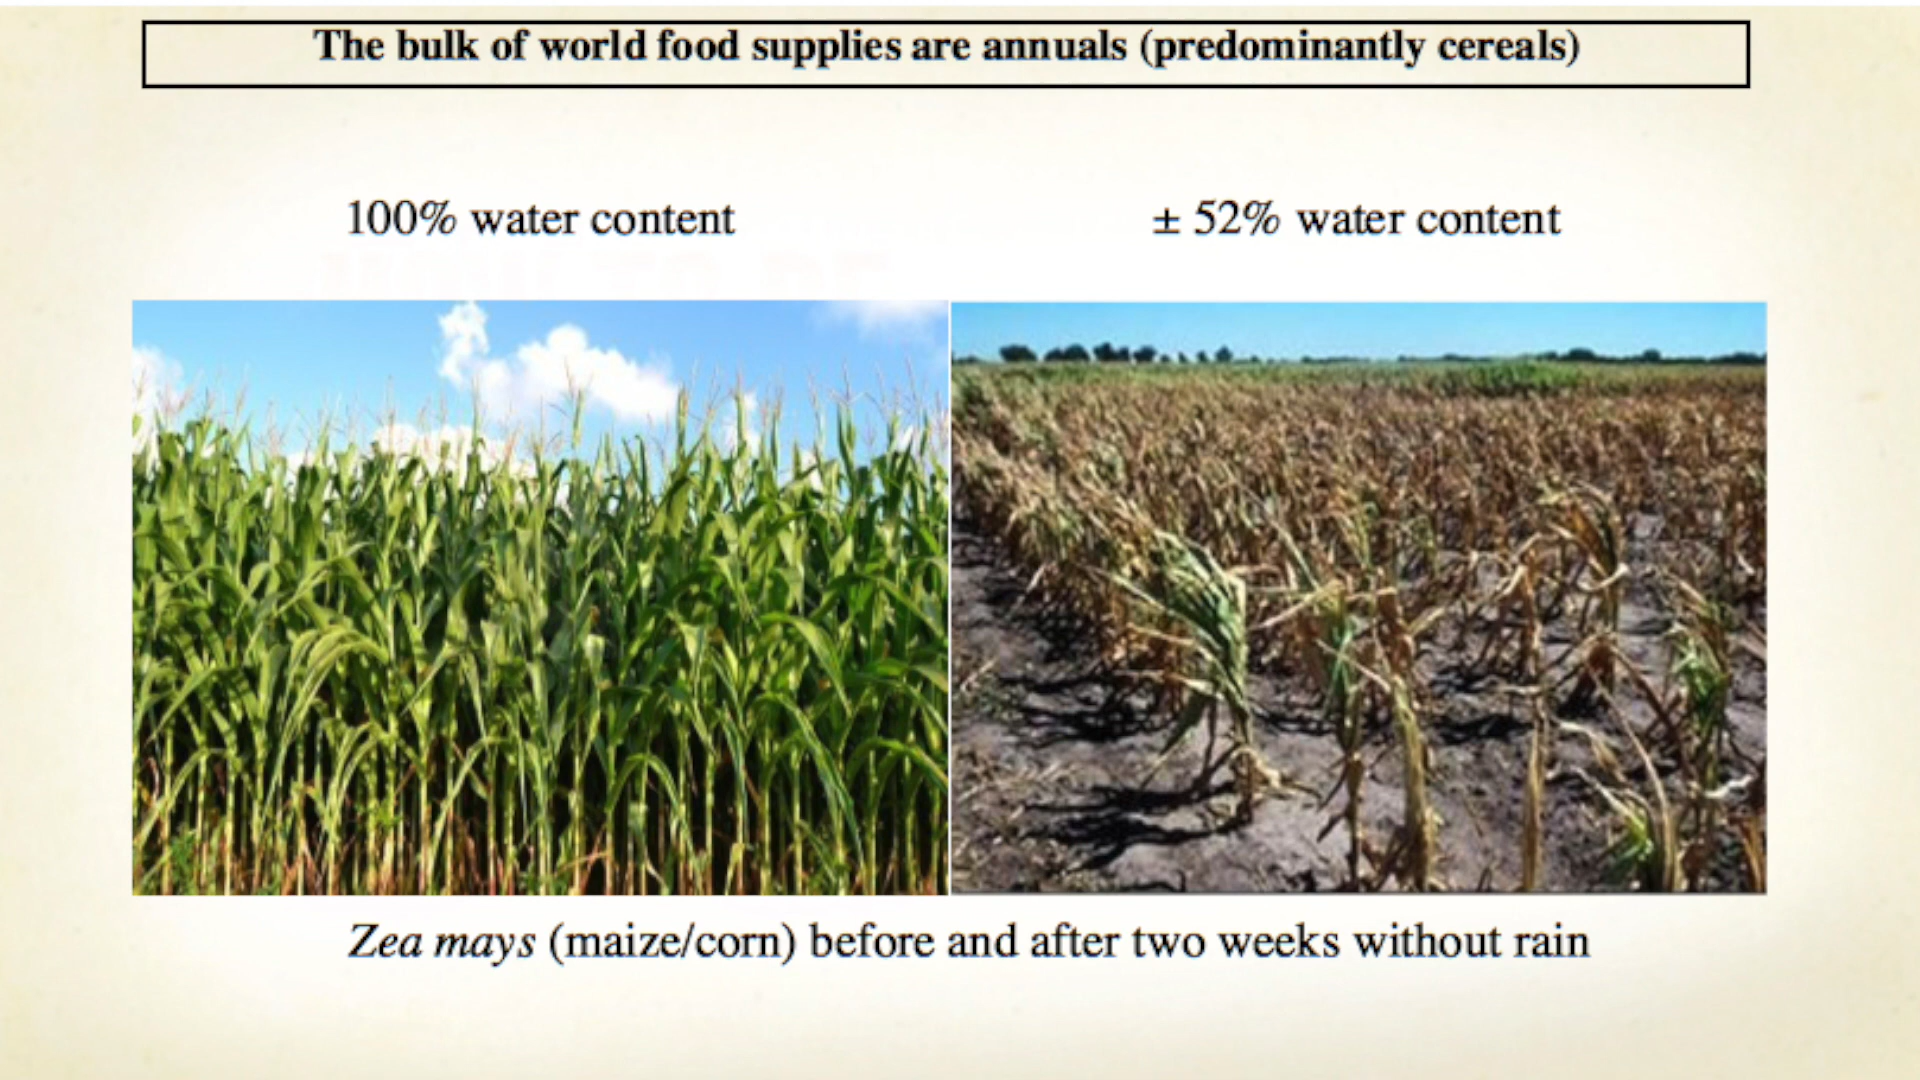 The bulk of world food supplies are annuals (predominantly cereals)
100% water content
± 52% water content
Zea mays (maize/corn) before and after two weeks without rain